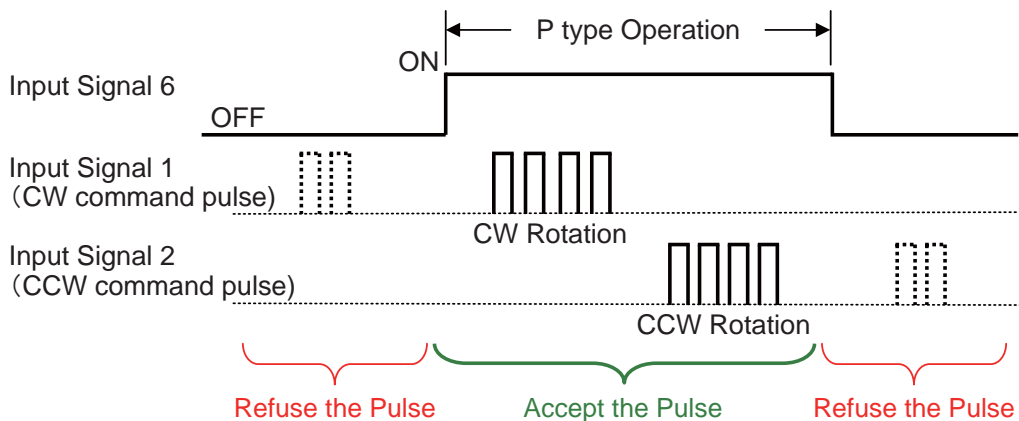 P type Operation
ON
Input Signal 6
OFF
Input Signal 1
（CW command pulse)
CW Rotation
Input Signal 2
（CCW command pulse)
CCW Rotation
Refuse the Pulse
Accept the Pulse
Refuse the Pulse